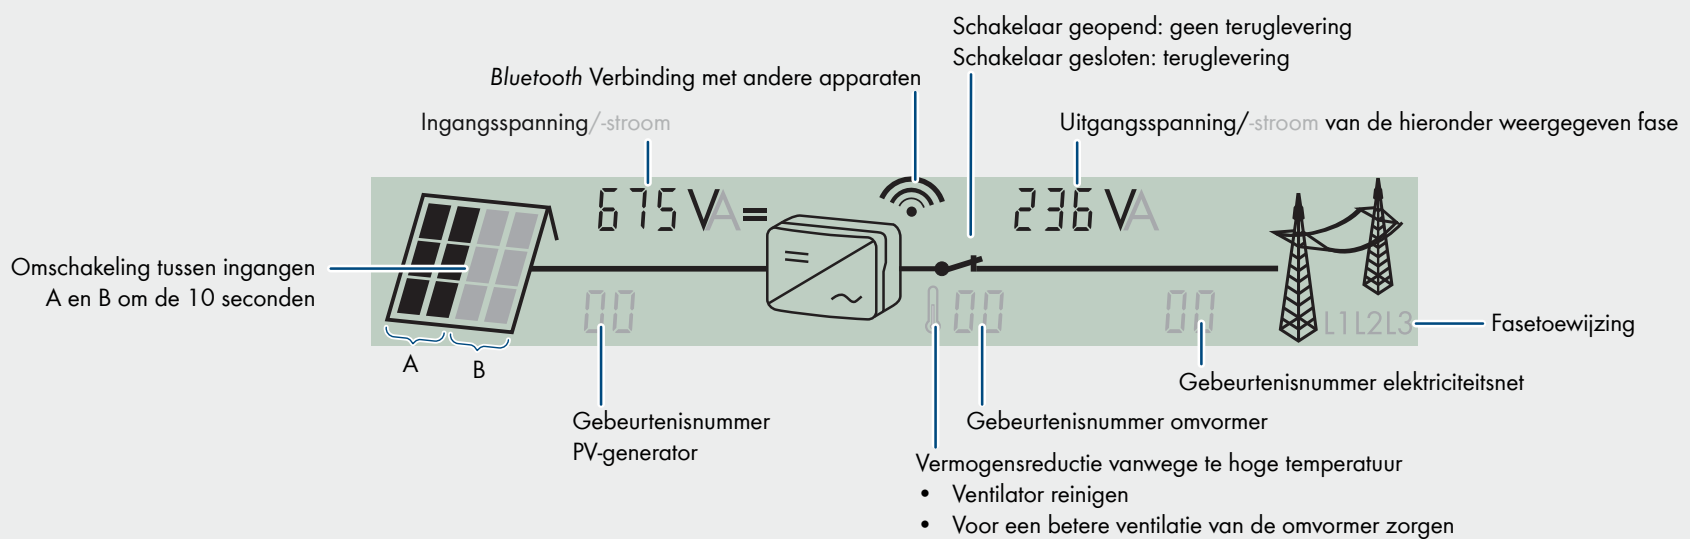 Schakelaar geopend: geen teruglevering
Schakelaar gesloten: teruglevering
Bluetooth Verbinding met andere apparaten
Ingangsspanning/-stroom
Uitgangsspanning/-stroom van de hieronder weergegeven fase
675 VA
236 VA
Omschakeling tussen ingangen
A en B om de 10 seconden
00
00
00
L1L2L3
Fasetoewijzing
A
B
Gebeurtenisnummer elektriciteitsnet
Gebeurtenisnummer
PV-generator
Gebeurtenisnummer omvormer
Vermogensreductie vanwege te hoge temperatuur
• Ventilator reinigen
• Voor een betere ventilatie van de omvormer zorgen